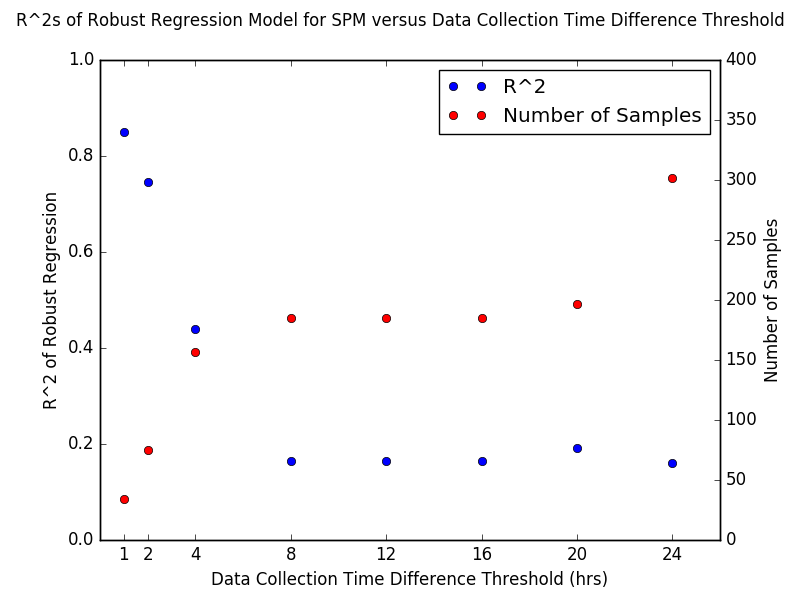 R^2s of Robust Regression Model for SPM versus Data Collection Time Difference Threshold
R^2
Number of Samples
1.0
0.8
0.6
0.4
0.2
0.0
R^2 of Robust Regression
400
350
300
250
200
150
100
50
0
Number of Samples
1 2 4 8 12 16 20 24
Data Collection Time Difference Threshold (hrs)